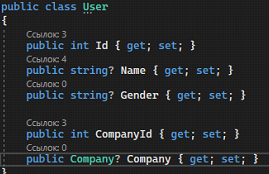 public class User
{
Ссылок: 3
public int Id { get; set; }
Ссылок: 4
public string? Name { get; set; }
Ссылок: 0
public string? Gender { get; set; }
Ссылок: 3
public int CompanyId { get; set; }
Ссылок: 0
public Company? Company { get; set; }
}